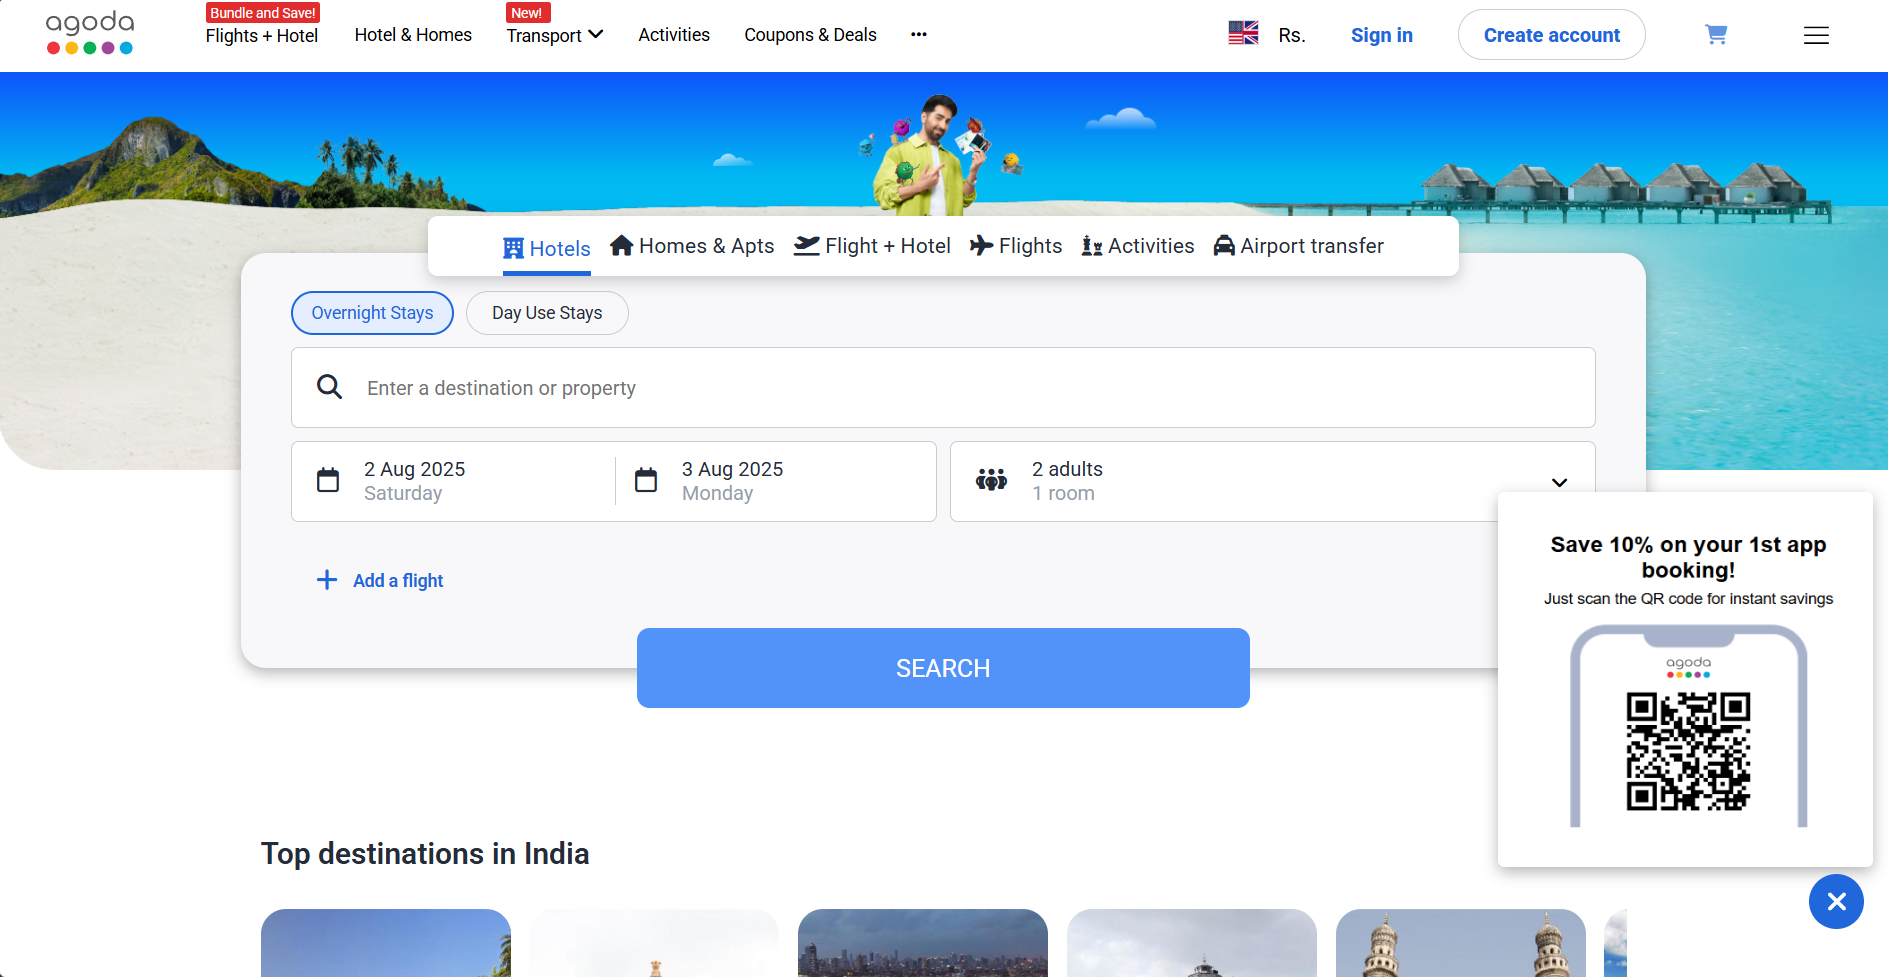 agoda
Bundle and Save!
Flights + Hotel
Hotel & Homes
New!
Transport
Activities
Coupons & Deals
Rs.
Sign in
Create account
Hotels
Homes & Apts
Flight + Hotel
Flights
Activities
Airport transfer
Overnight Stays
Day Use Stays
Enter a destination or property
2 Aug 2025
Saturday
3 Aug 2025
Monday
2 adults
1 room
Add a flight
SEARCH
Save 10% on your 1st app
booking!
Just scan the QR code for instant savings
agoda
Top destinations in India